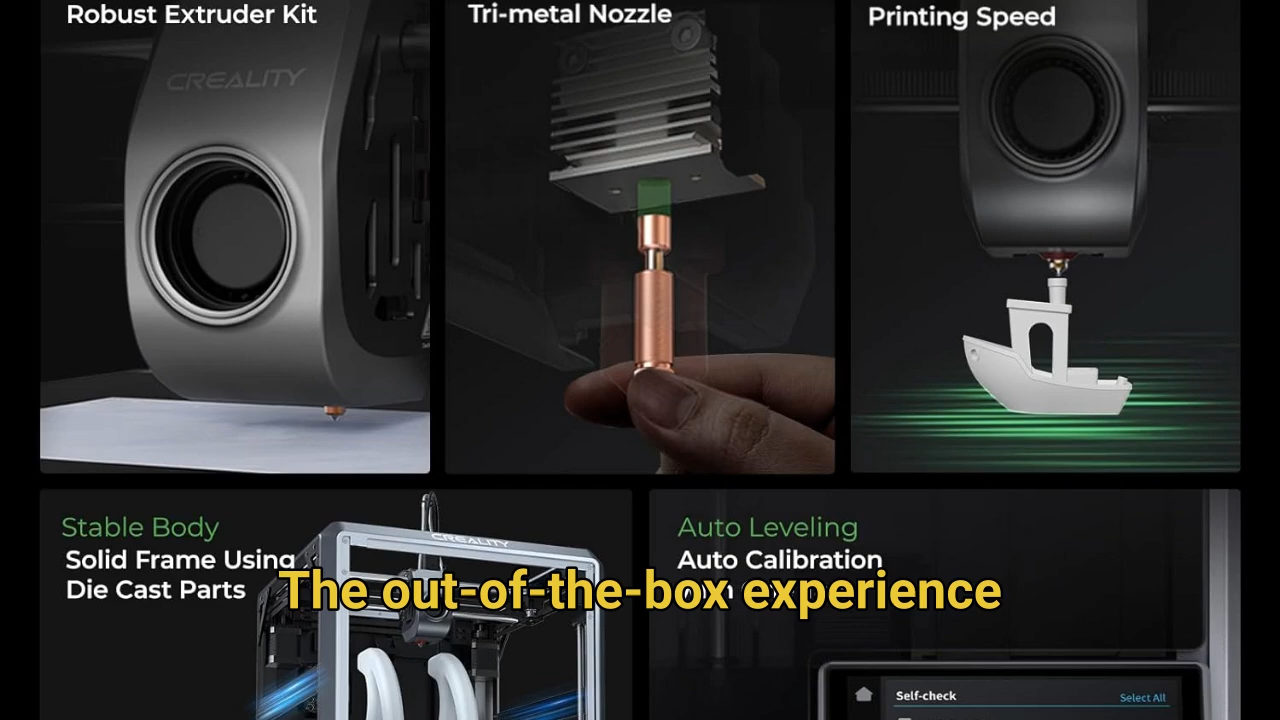 Robust Extruder Kit
Tri-metal Nozzle
Printing Speed
CREALITY
Stable Body
Solid Frame Using
Die Cast Parts
CREALITY
Auto Leveling
Auto Calibration
The out-of-the-box experience
Self-check
Select All